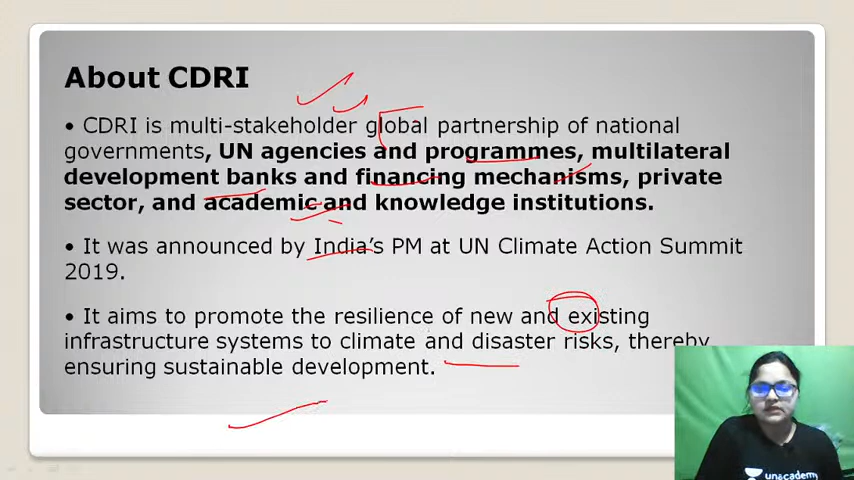 About CDRI
• CDRI is multi-stakeholder global partnership of national
governments, UN agencies and programmes, multilateral
development banks and financing mechanisms, private
sector, and academic and knowledge institutions.
• It was announced by India's PM at UN Climate Action Summit
2019.
• It aims to promote the resilience of new and existing
infrastructure systems to climate and disaster risks, thereby
ensuring sustainable development.
unacademy